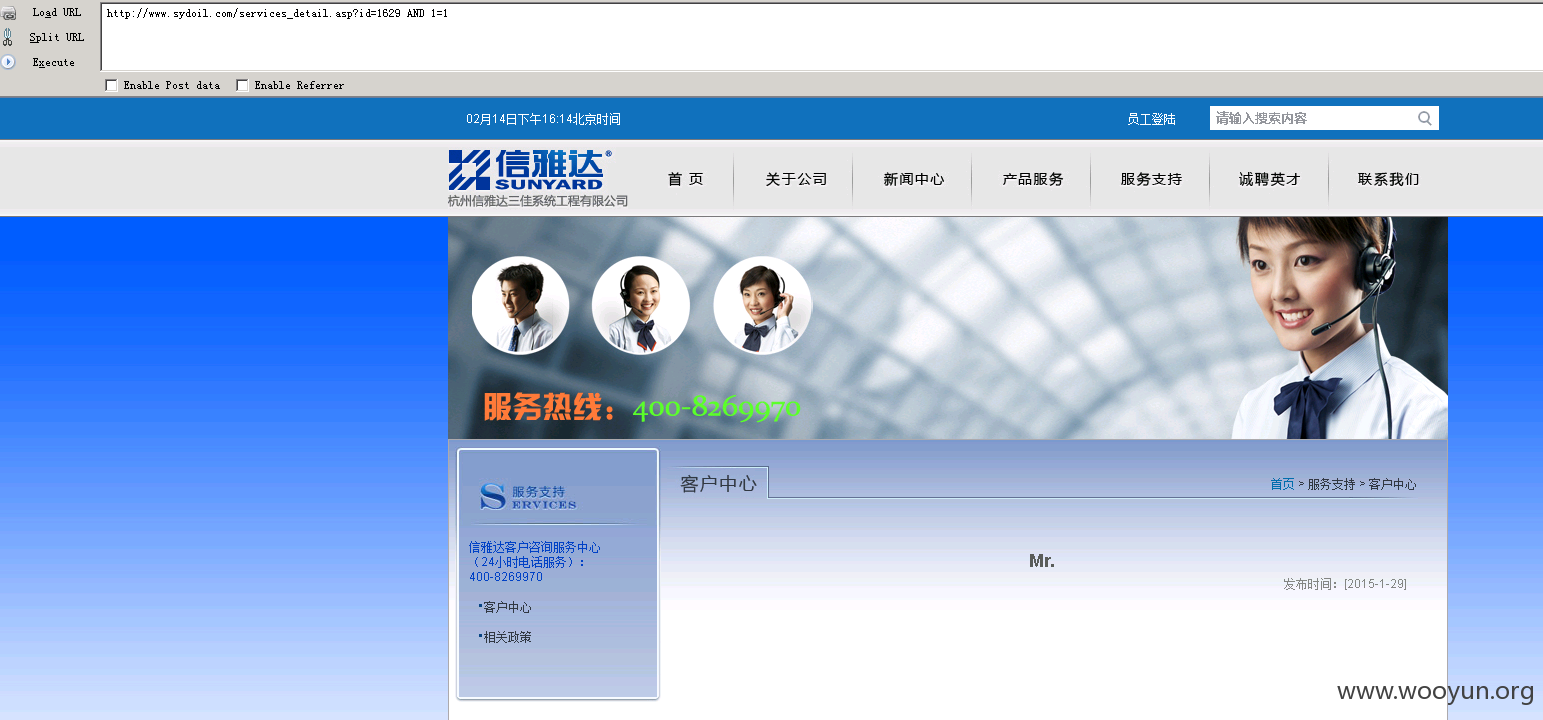 Load URL
http://www.sydoil.com/services_detail.asp?id=1629 AND 1=1
Split URL
Execute
Enable Post data
Enable Referrer
02月14日下午16:14北京时间
员工登陆
请输入搜索内容
信雅达®
SUNYARD
杭州信雅达三佳系统工程有限公司
首 页
关于公司
新闻中心
产品服务
服务支持
诚聘英才
联系我们
服务热线：400-8269970
服务支持
SERVICES
信雅达客户咨询服务中心
（24小时电话服务）：
400-8269970
客户中心
相关政策
客户中心
首页 > 服务支持 > 客户中心
Mr.
发布时间：[2015-1-29]
www.wooyun.org